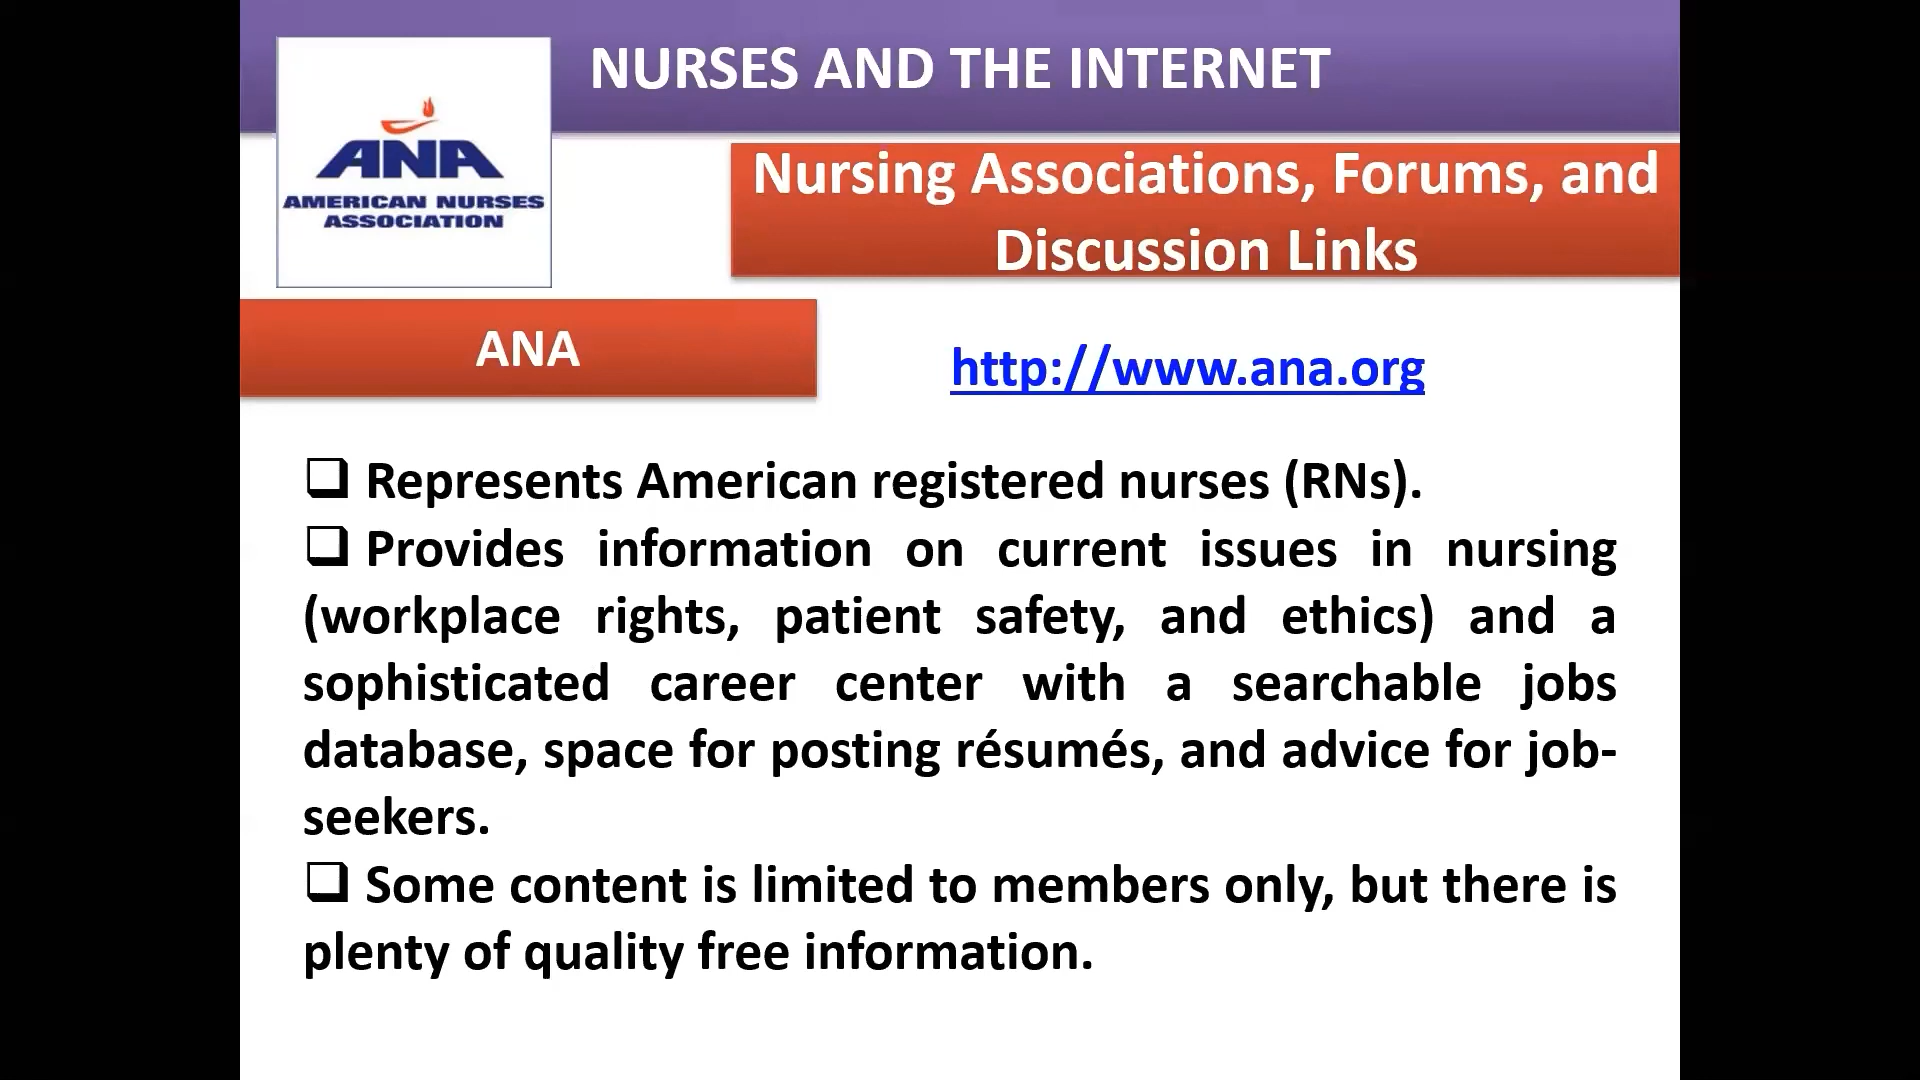 NURSES AND THE INTERNET
ANA
AMERICAN NURSES
ASSOCIATION
Nursing Associations, Forums, and
Discussion Links
ANA
http://www.ana.org
❑ Represents American registered nurses (RNs).
❑ Provides information on current issues in nursing
(workplace rights, patient safety, and ethics) and a
sophisticated career center with a searchable jobs
database, space for posting résumés, and advice for job-
seekers.
❑ Some content is limited to members only, but there is
plenty of quality free information.